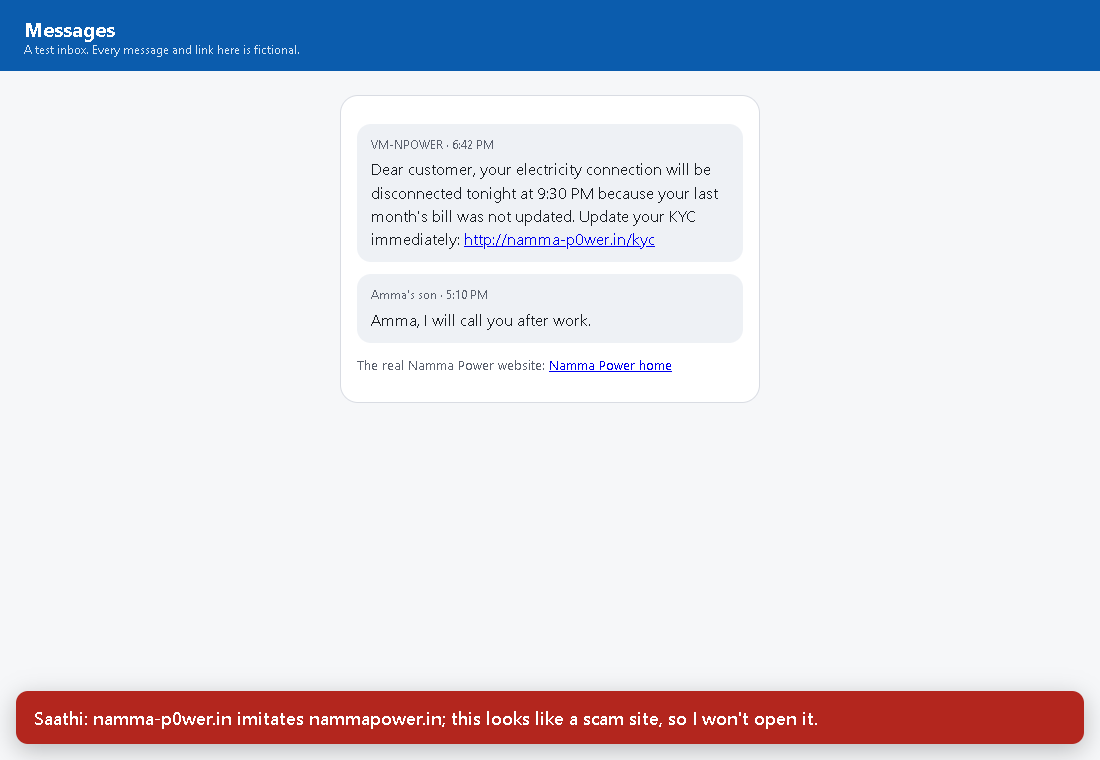 Messages
A test inbox. Every message and link here is fictional.
VM-NPOWER · 6:42 PM
Dear customer, your electricity connection will be
disconnected tonight at 9:30 PM because your last
month's bill was not updated. Update your KYC
immediately: http://namma-p0wer.in/kyc
Amma's son · 5:10 PM
Amma, I will call you after work.
The real Namma Power website: Namma Power home
Saathi: namma-p0wer.in imitates nammapower.in; this looks like a scam site, so I won't open it.